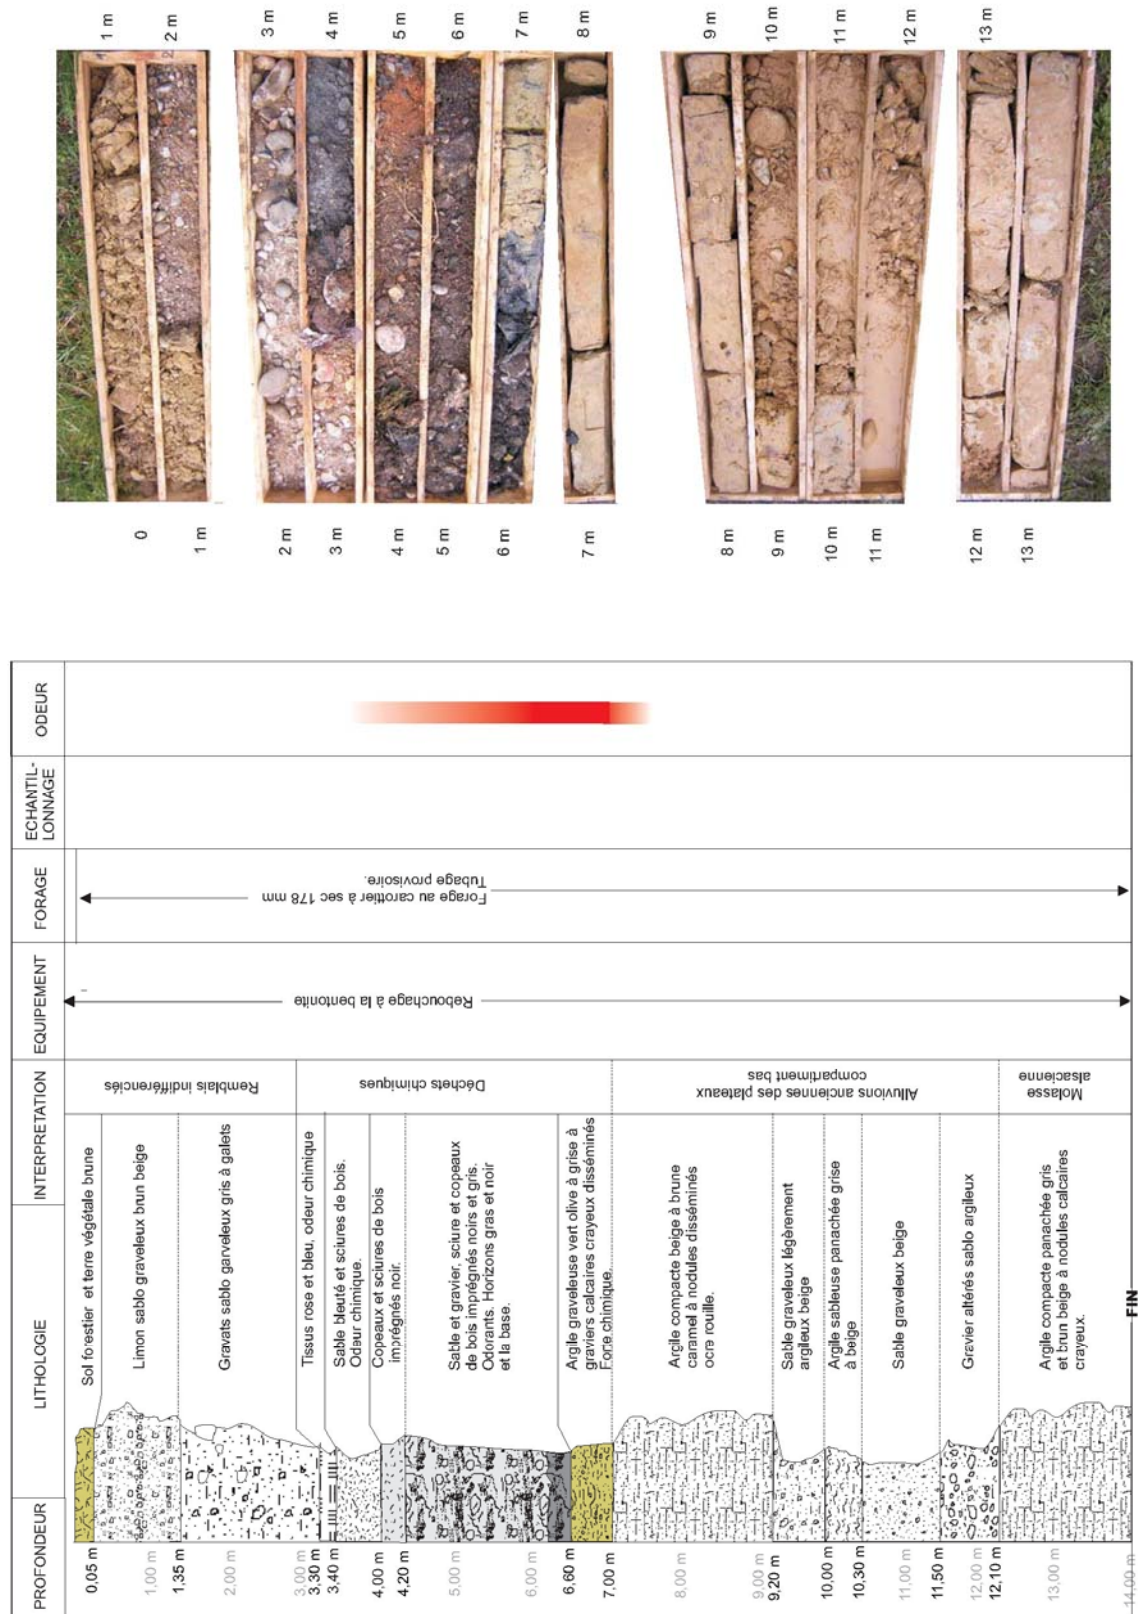 PROFONDEUR
LITHOLOGIE
INTERPRETATION
EQUIPEMENT
FORAGE
ECHANTIL-
LONNAGE
ODEUR
0,05 m
1,00 m
1,35 m
2,00 m
3,00 m
3,30 m
3,40 m
4,00 m
4,20 m
5,00 m
6,00 m
6,60 m
7,00 m
8,00 m
9,00 m
9,20 m
10,00 m
10,30 m
11,00 m
11,50 m
12,00 m
12,10 m
13,00 m
14,00 m
Sol forestier et terre végétale brune
Limon sablo graveleux brun beige
Gravats sablo garveleux gris à galets
Tissus rose et bleu, odeur chimique
Sable bleuté et sciures de bois.
Odeur chimique.
Copeaux et sciures de bois
imprégnés noir.
Sable et gravier, sciure et copeaux
de bois imprégnés noirs et gris.
Odorants. Horizons gras et noir
et la base.
Argile graveleuse vert olive à grise à
graviers calcaires crayeux disséminés
Forte chimique.
Argile compacte beige à brune
caramel à nodules disséminés
ocre rouille.
Sable graveleux légèrement
argileux beige
Argile sableuse panachée grise
à beige
Sable graveleux beige
Gravier altérés sablo argileux
Argile compacte panachée gris
et brun beige à nodules calcaires
crayeux.
FIN
Remblais indifférenciés
Déchets chimiques
Alluvions anciennes des plateaux
compartiment bas
Molasse
alsacienne
Rebouchage à la bentonite
Forage au carottier à sec 178 mm
Tubage provisoire.
0
1 m
1 m
2 m
2 m
3 m
3 m
4 m
4 m
5 m
5 m
6 m
6 m
7 m
7 m
8 m
8 m
9 m
9 m
10 m
10 m
11 m
11 m
12 m
12 m
13 m
13 m